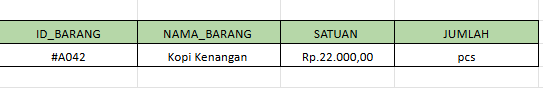 ID_BARANG NAMA_BARANG SATUAN JUMLAH
#A042 Kopi Kenangan Rp.22.000,00 pcs